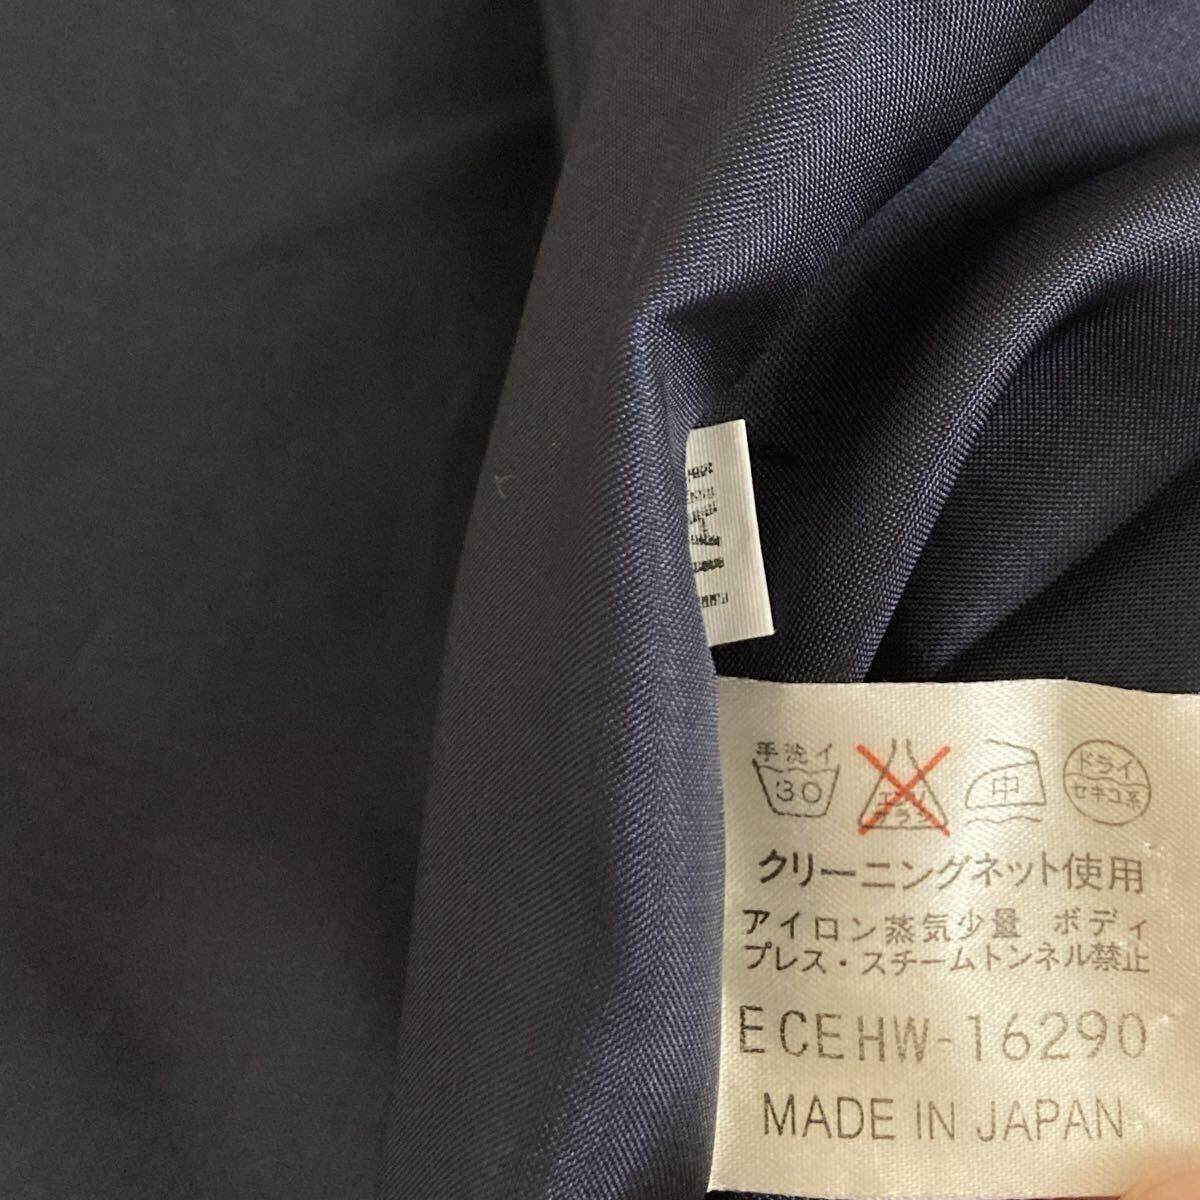 手洗イ
30
エンソ
サラシ
中
ドライ
セキユ系
クリーニングネット使用
アイロン蒸気少量 ボディ
プレス・スチームトンネル禁止
ECEHW-16290
MADE IN JAPAN